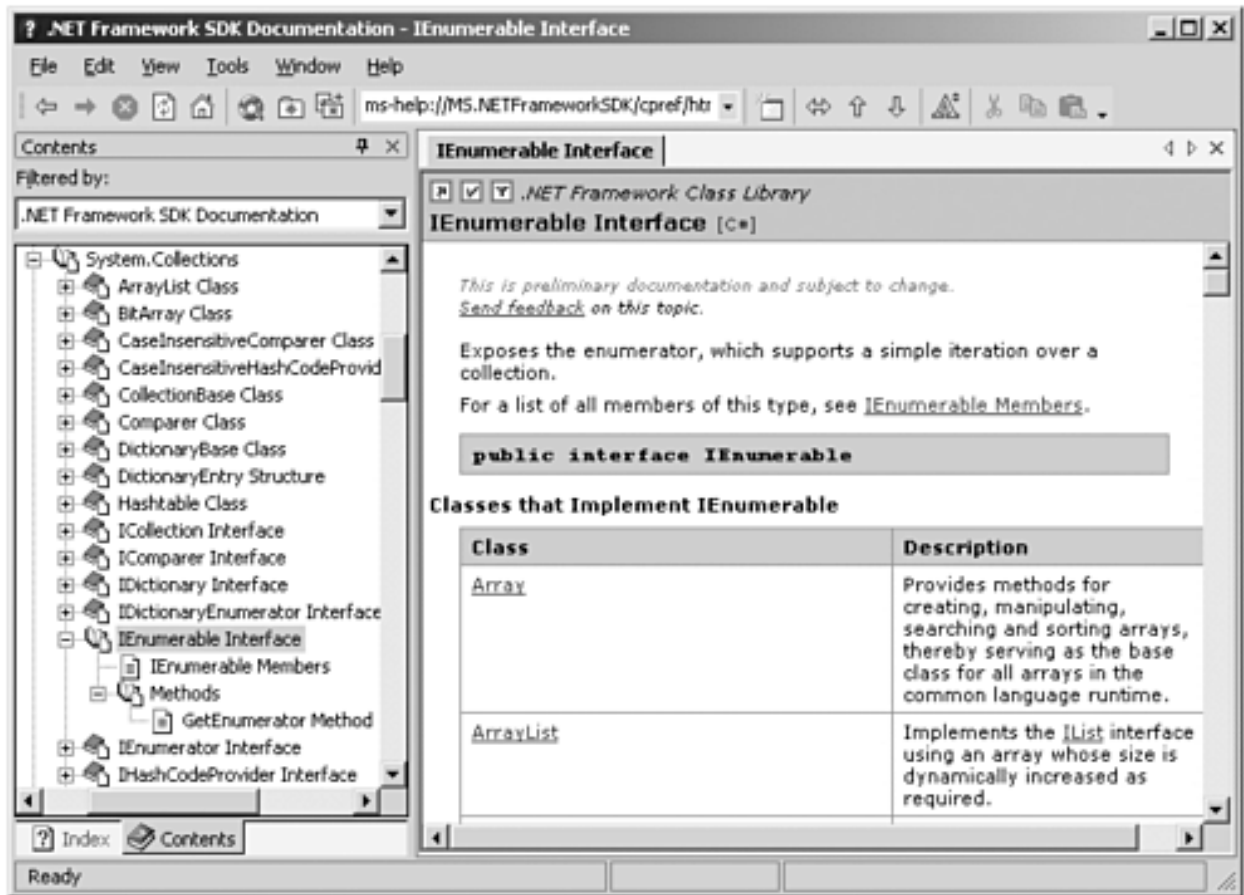 ? .NET Framework SDK Documentation - IEnumerable Interface
File Edit View Tools Window Help
ms-help://MS.NETFrameworkSDK/cpref/htr
Contents
Filtered by:
.NET Framework SDK Documentation
System.Collections
ArrayList Class
BitArray Class
CaseInsensitiveComparer Class
CaseInsensitiveHashCodeProvid
CollectionBase Class
Comparer Class
DictionaryBase Class
DictionaryEntry Structure
Hashtable Class
ICollection Interface
IComparer Interface
IDictionary Interface
IDictionaryEnumerator Interface
IEnumerable Interface
IEnumerable Members
Methods
GetEnumerator Method
IEnumerator Interface
IHashCodeProvider Interface
Index Contents
IEnumerable Interface
.NET Framework Class Library
IEnumerable Interface [C#]
This is preliminary documentation and subject to change.
Send feedback on this topic.
Exposes the enumerator, which supports a simple iteration over a
collection.
For a list of all members of this type, see IEnumerable Members.
public interface IEnumerable
Classes that Implement IEnumerable
Class Description
Array Provides methods for
creating, manipulating,
searching and sorting arrays,
thereby serving as the base
class for all arrays in the
common language runtime.
ArrayList Implements the IList interface
using an array whose size is
dynamically increased as
required.
Ready